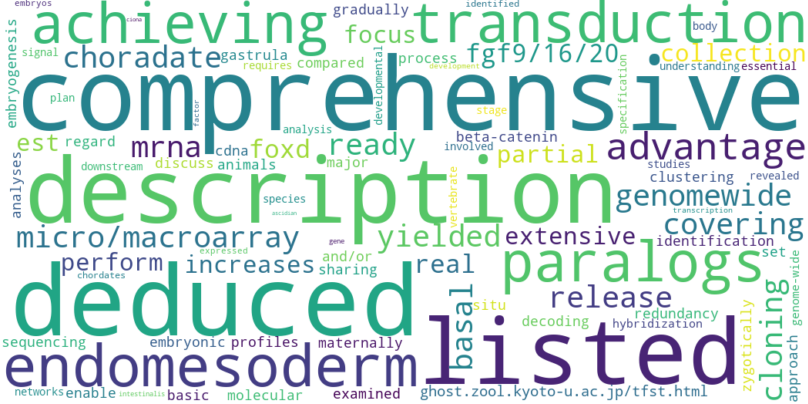 embryos
ciona
achieving
gradually
focus
identified
transduction
body
choradate
gastrula
requires
compared
process
development
fgf9/16/20
collection
understanding
essential
embryogenesis
signal
plan
comprehensive
factor
developmental
stage
specification
est
regard
mrna
cdna
foxd
analysis
ready
major
beta-catenin
involved
partial
advantage
studies
analyses
downstream
discuss
animals
species
ascidian
vertebrate
clustering
revealed
description
genomewide
transcription
micro/macroarray
expressed
gene
yielded
extensive
covering
identification
perform
chordates
increases
and/or
sharing
real
paralogs
set
genome-wide
deduced
basal
situ
release
redundancy
decoding
hybridization
zygotically
cloning
approach
sequencing
embryonic
profiles
maternally
endomesoderm
listed
networks
enable
basic
intestinalis
molecular
examined
ghost.zool.kyoto-u.ac.jp/tfst.html